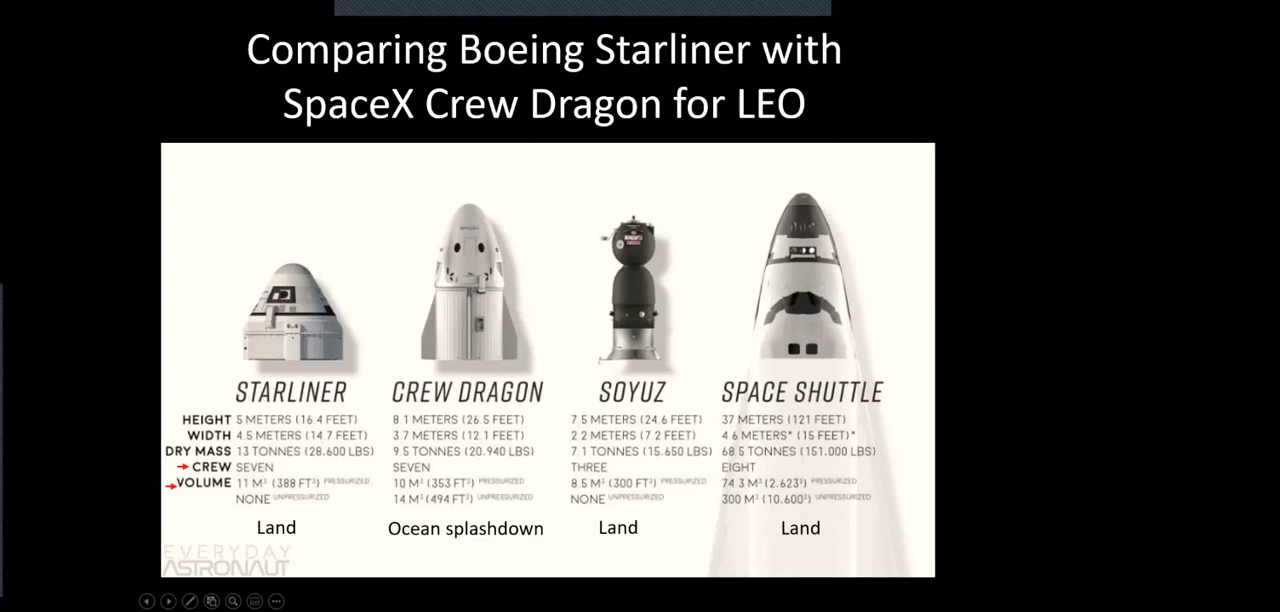 Comparing Boeing Starliner with
SpaceX Crew Dragon for LEO
STARLINER CREW DRAGON SOYUZ SPACE SHUTTLE
HEIGHT 5 METERS (16.4 FEET) 8.1 METERS (26.5 FEET) 7.5 METERS (24.6 FEET) 37 METERS (121 FEET)
WIDTH 4.5 METERS (14.7 FEET) 3.7 METERS (12.1 FEET) 2.2 METERS (7.2 FEET) 4.6 METERS* (15 FEET)*
DRY MASS 13 TONNES (28.600 LBS) 9.5 TONNES (20.940 LBS) 7.1 TONNES (15.650 LBS) 68.5 TONNES (151.000 LBS)
CREW SEVEN SEVEN THREE EIGHT
VOLUME 11 M³ (388 FT³) PRESSURIZED 10 M³ (353 FT³) PRESSURIZED 8.5 M³ (300 FT³) PRESSURIZED 74.3 M³ (2.623³) PRESSURIZED
NONE UNPRESSURIZED 14 M³ (494 FT³) UNPRESSURIZED NONE UNPRESSURIZED 300 M³ (10.600³) UNPRESSURIZED
Land Ocean splashdown Land Land
EVERYDAY
ASTRONAUT